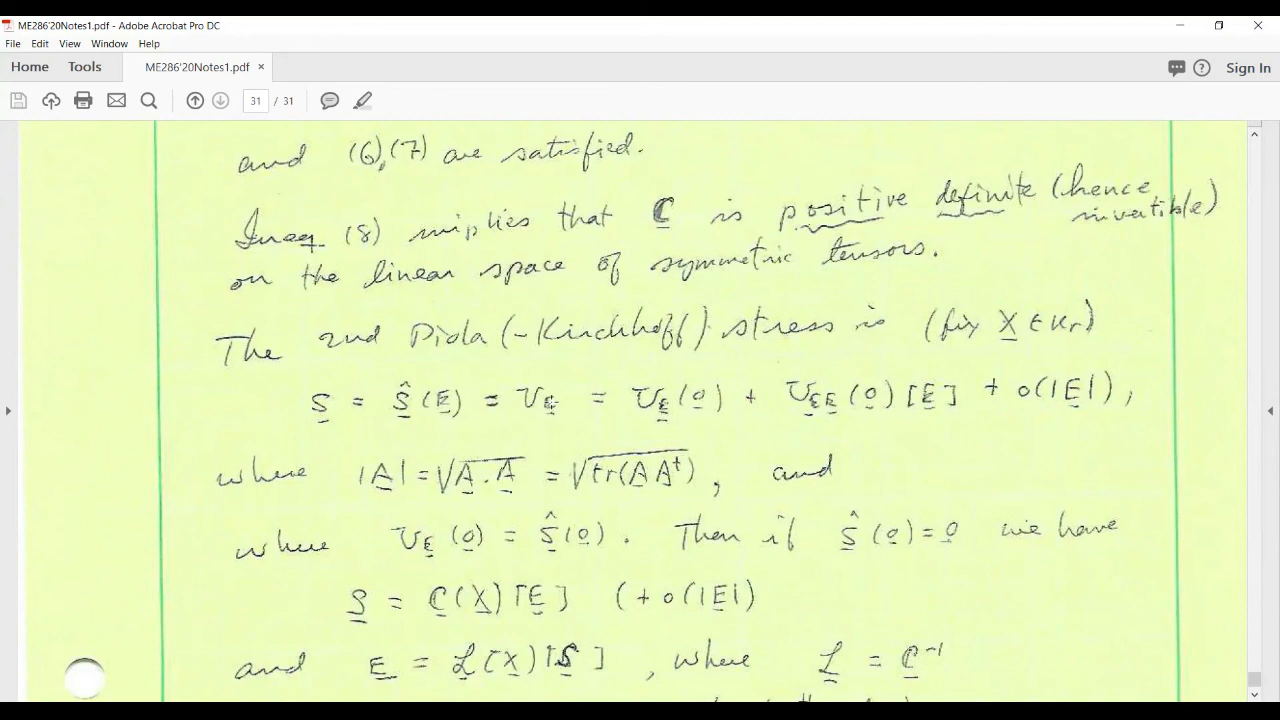 ME286'20Notes1.pdf - Adobe Acrobat Pro DC
File Edit View Window Help
Home Tools ME286'20Notes1.pdf × Sign In
31 / 31
and (6),(7) are satisfied.
Ineq (8) implies that C is positive definite (hence invertible)
on the linear space of symmetric tensors.
The 2nd Piola (-Kirchhoff) stress is (fix X ∈ κr)
S = Ŝ(E) = U_E = U_E(0) + U_EE(0)[E] + o(|E|),
where |A| = √A·A = √tr(AAᵗ), and
where U_E(0) = Ŝ(0). Then if Ŝ(0)=0 we have
S = C(X)[E] (+ o(|E|)
and E = L(X)[S], where L = C⁻¹